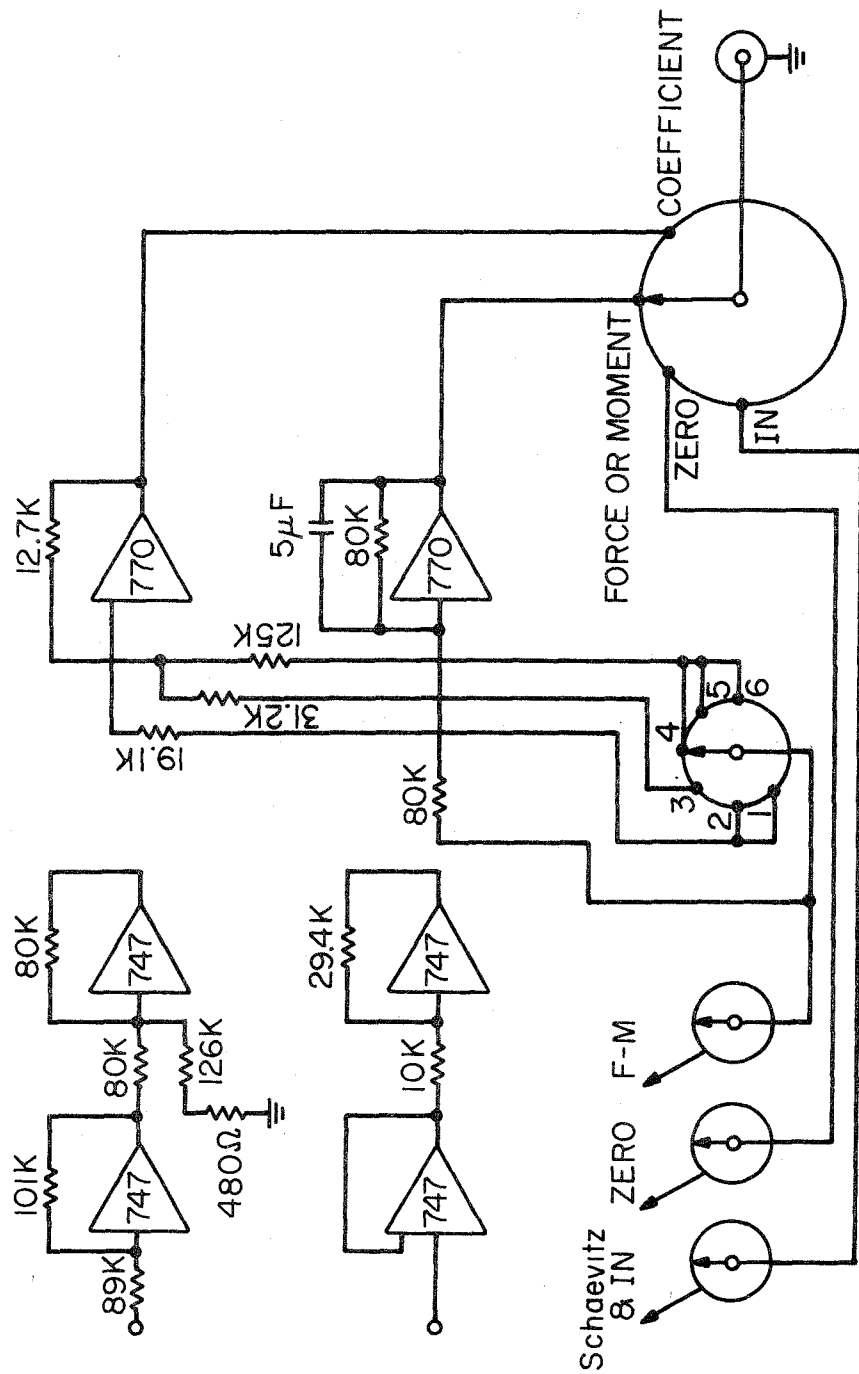 89K
101K
747
80K
126K
480Ω
80K
747
747
10K
29.4K
747
12.7K
770
19.1K
31.2K
125K
5μF
80K
770
80K
1
2
3
4
5
6
COEFFICIENT
FORCE OR MOMENT
ZERO
IN
Schaevitz
& IN
ZERO
F-M